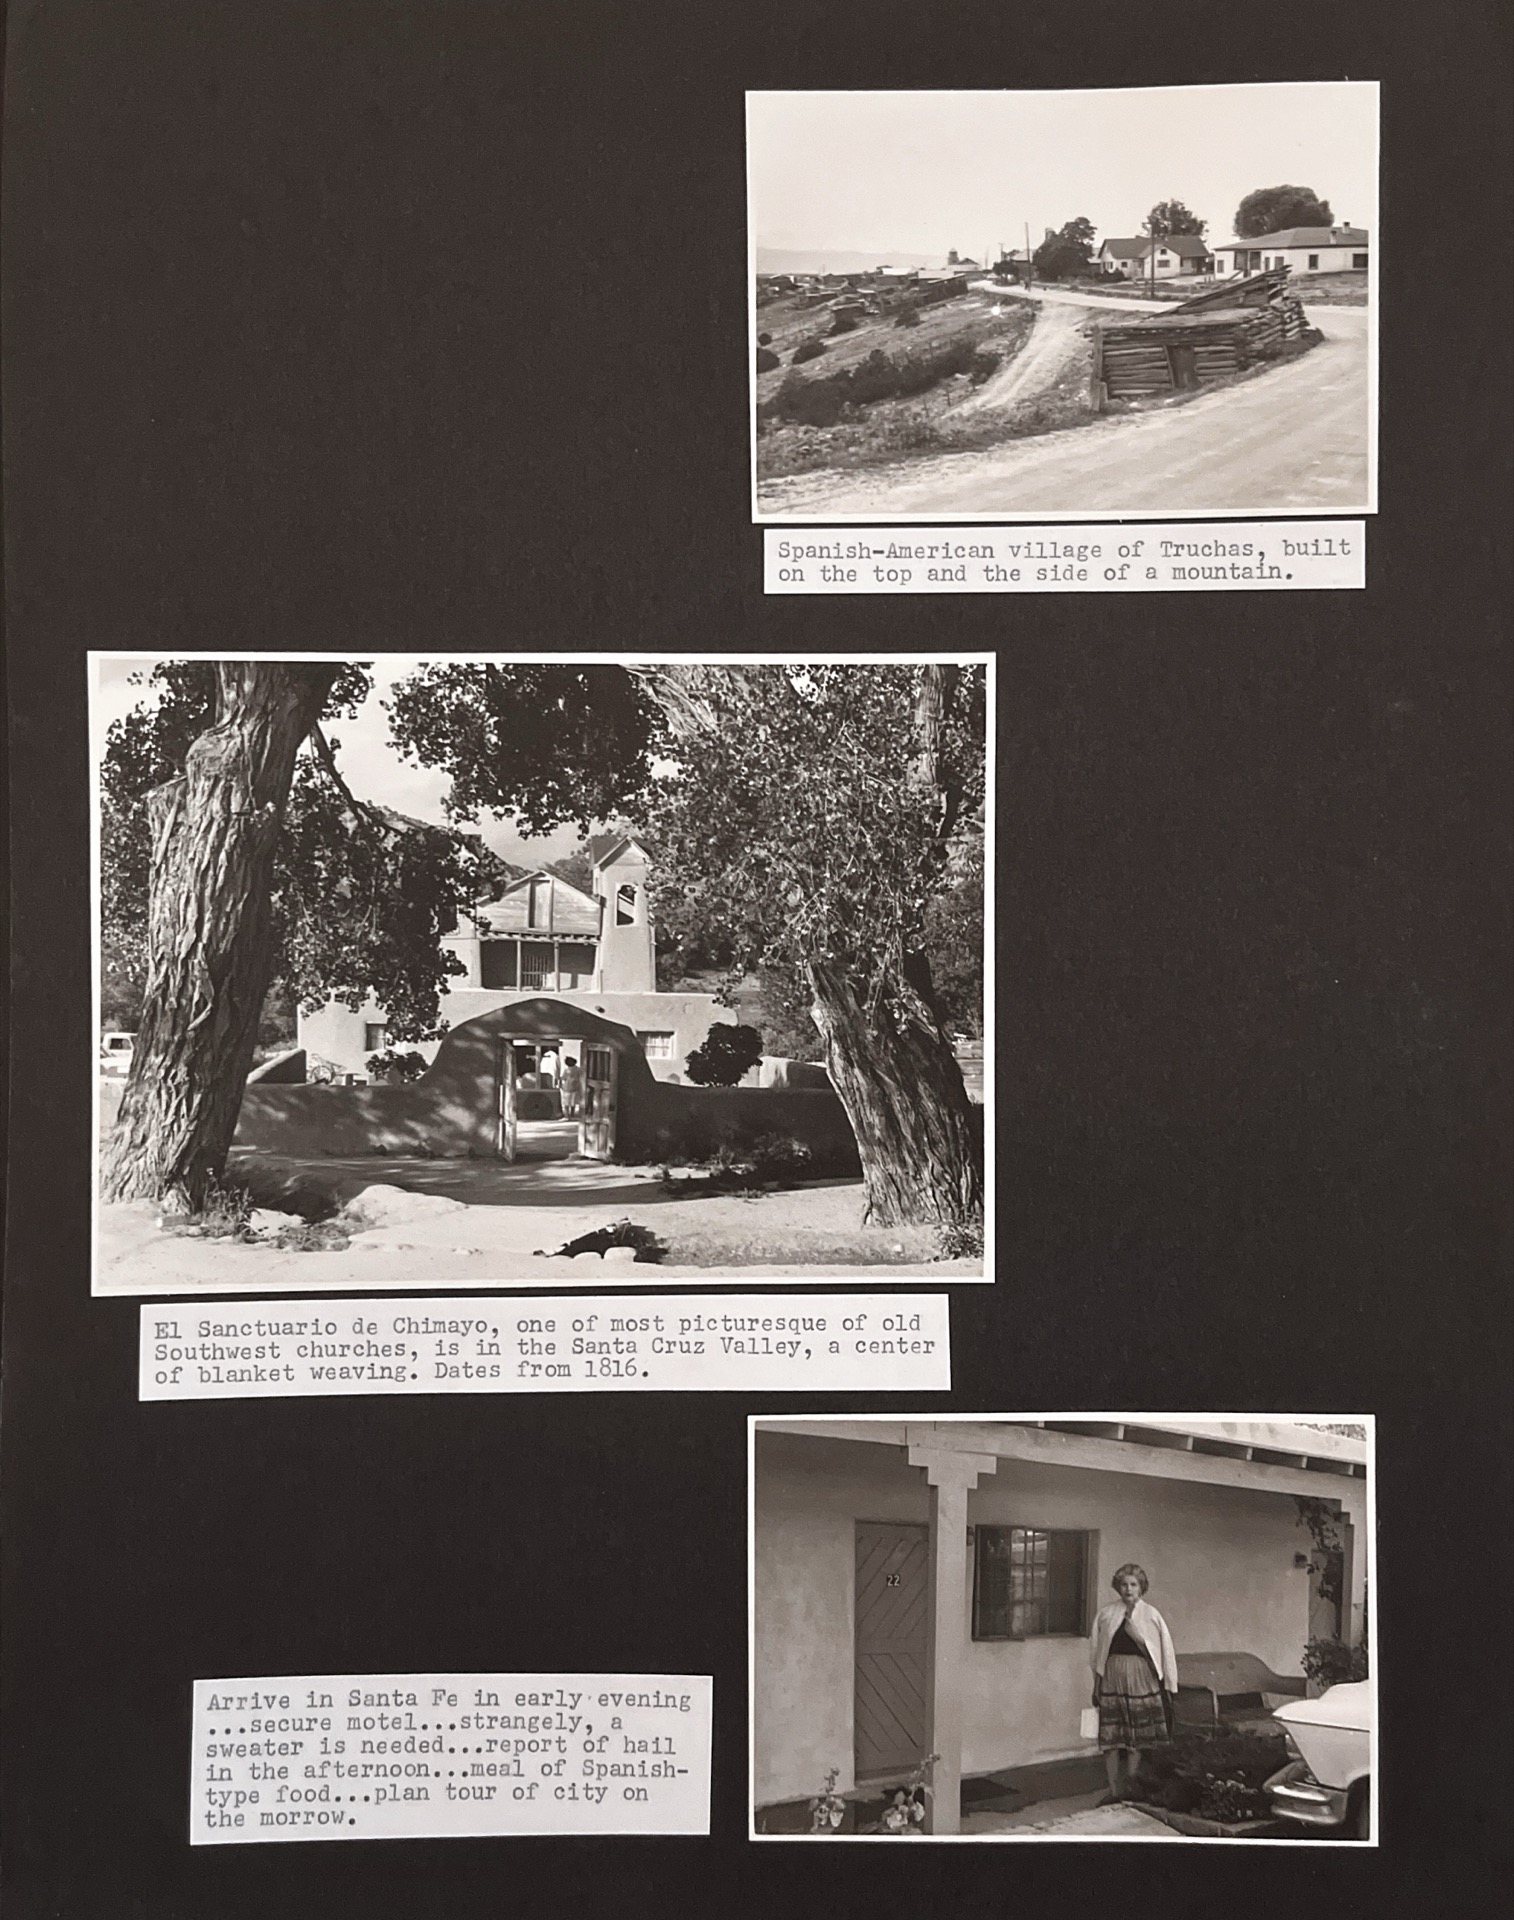 Spanish-American village of Truchas, built
on the top and the side of a mountain.
El Sanctuario de Chimayo, one of most picturesque of old
Southwest churches, is in the Santa Cruz Valley, a center
of blanket weaving. Dates from 1816.
22
Arrive in Santa Fe in early evening
...secure motel...strangely, a
sweater is needed...report of hail
in the afternoon...meal of Spanish-
type food...plan tour of city on
the morrow.